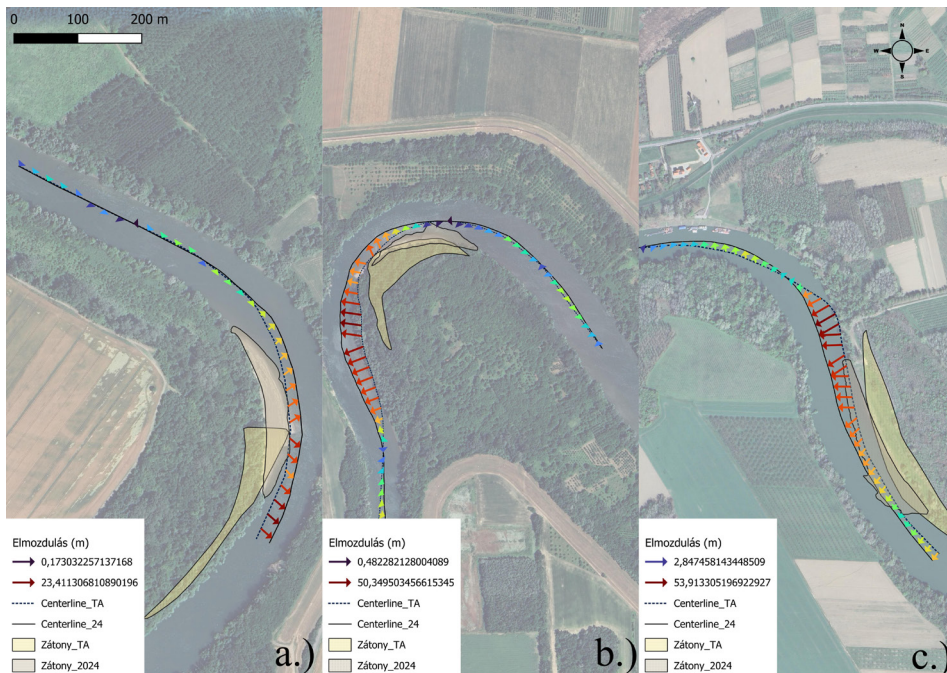 0 100 200 m
N
W E
S
Elmozdulás (m)
0,173032257137168
23,411306810890196
Centerline_TA
Centerline_24
Zátony_TA
Zátony_2024
a.)
Elmozdulás (m)
0,482282128004089
50,349503456615345
Centerline_TA
Centerline_24
Zátony_TA
Zátony_2024
b.)
Elmozdulás (m)
2,847458143448509
53,913305196922927
Centerline_TA
Centerline_24
Zátony_TA
Zátony_2024
c.)